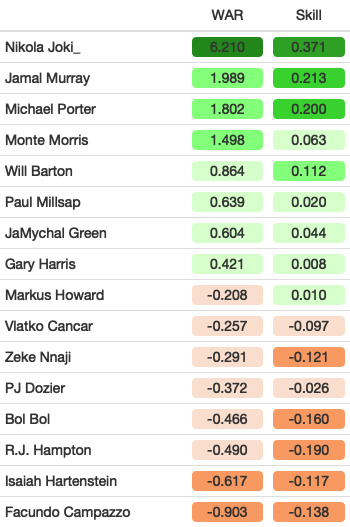 WAR Skill
Nikola Joki_ 6.210 0.371
Jamal Murray 1.989 0.213
Michael Porter 1.802 0.200
Monte Morris 1.498 0.063
Will Barton 0.864 0.112
Paul Millsap 0.639 0.020
JaMychal Green 0.604 0.044
Gary Harris 0.421 0.008
Markus Howard -0.208 0.010
Vlatko Cancar -0.257 -0.097
Zeke Nnaji -0.291 -0.121
PJ Dozier -0.372 -0.026
Bol Bol -0.466 -0.160
R.J. Hampton -0.490 -0.190
Isaiah Hartenstein -0.617 -0.117
Facundo Campazzo -0.903 -0.138